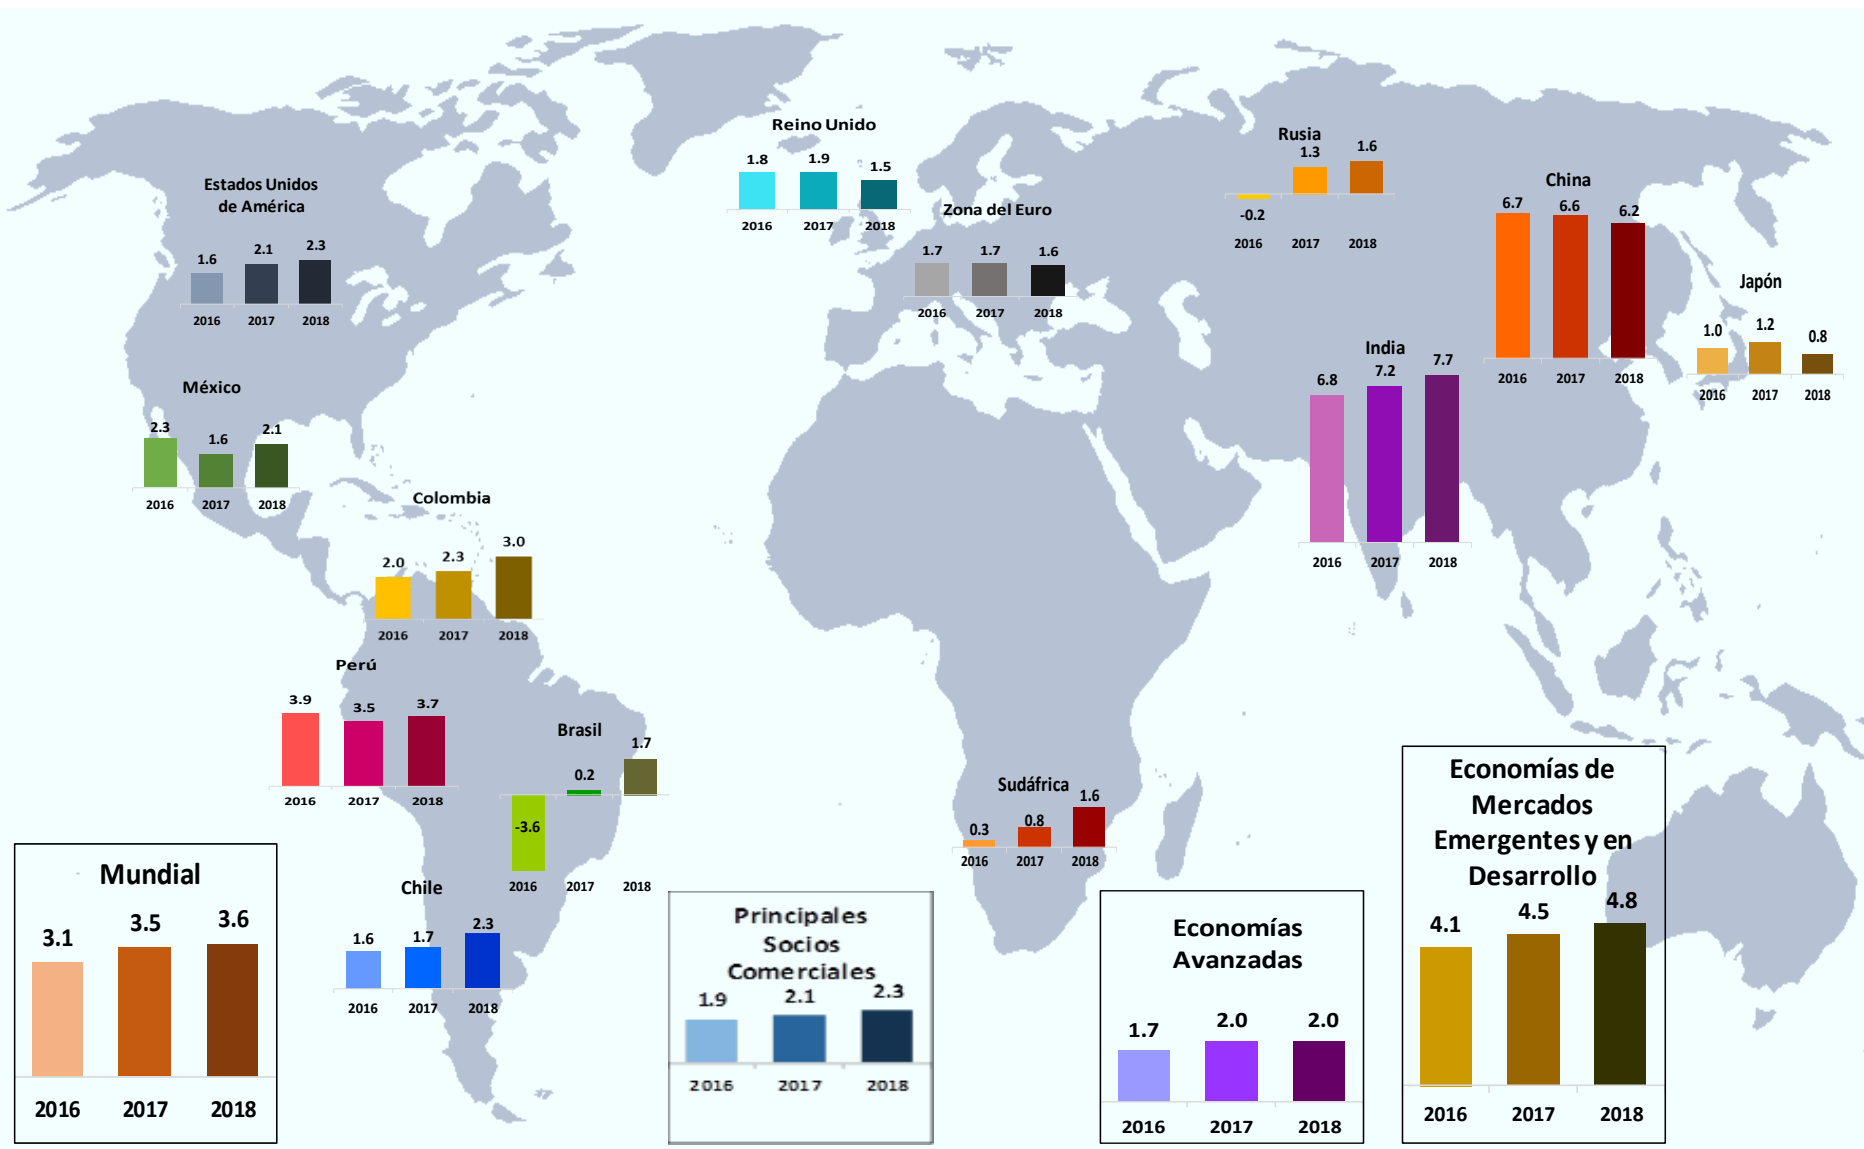 Reino Unido
1.8 1.9 1.5
2016 2017 2018
Rusia
-0.2 1.3 1.6
2016 2017 2018
Estados Unidos
de América
1.6 2.1 2.3
2016 2017 2018
Zona del Euro
1.7 1.7 1.6
2016 2017 2018
China
6.7 6.6 6.2
2016 2017 2018
Japón
1.0 1.2 0.8
2016 2017 2018
India
6.8 7.2 7.7
2016 2017 2018
México
2.3 1.6 2.1
2016 2017 2018
Colombia
2.0 2.3 3.0
2016 2017 2018
Perú
3.9 3.5 3.7
2016 2017 2018
Brasil
-3.6 0.2 1.7
2016 2017 2018
Sudáfrica
0.3 0.8 1.6
2016 2017 2018
Chile
1.6 1.7 2.3
2016 2017 2018
Mundial
3.1 3.5 3.6
2016 2017 2018
Principales
Socios
Comerciales
1.9 2.1 2.3
2016 2017 2018
Economías
Avanzadas
1.7 2.0 2.0
2016 2017 2018
Economías de
Mercados
Emergentes y en
Desarrollo
4.1 4.5 4.8
2016 2017 2018